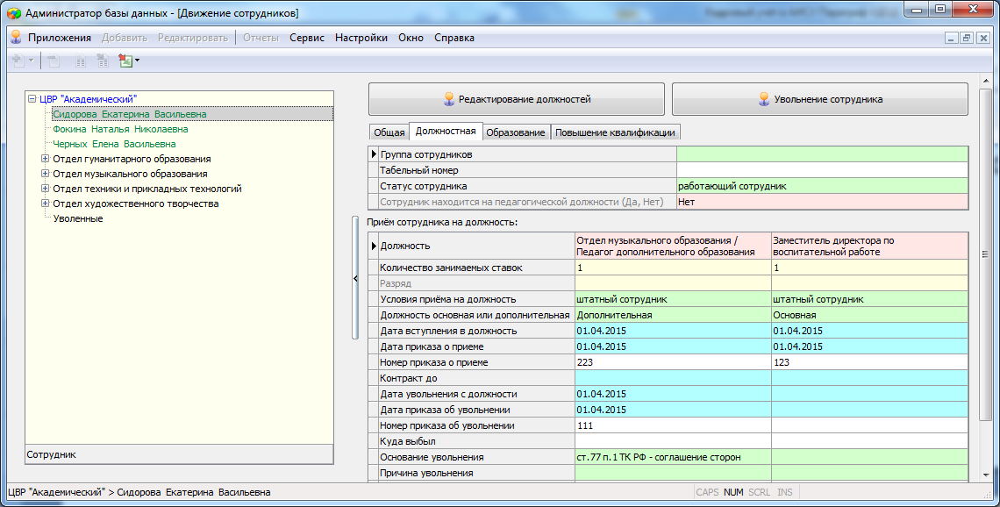 Администратор базы данных - [Движение сотрудников]
Приложения Добавить Редактировать Отчеты Сервис Настройки Окно Справка
ЦВР "Академический"
Сидорова Екатерина Васильевна
Фокина Наталья Николаевна
Черных Елена Васильевна
Отдел гуманитарного образования
Отдел музыкального образования
Отдел техники и прикладных технологий
Отдел художественного творчества
Уволенные
Сотрудник
Редактирование должностей Увольнение сотрудника
Общая Должностная Образование Повышение квалификации
Группа сотрудников
Табельный номер
Статус сотрудника работающий сотрудник
Сотрудник находится на педагогической должности (Да, Нет) Нет
Приём сотрудника на должность:
Должность Отдел музыкального образования / Заместитель директора по
Педагог дополнительного образования воспитательной работе
Количество занимаемых ставок 1 1
Разряд
Условия приёма на должность штатный сотрудник штатный сотрудник
Должность основная или дополнительная Дополнительная Основная
Дата вступления в должность 01.04.2015 01.04.2015
Дата приказа о приеме 01.04.2015 01.04.2015
Номер приказа о приеме 223 123
Контракт до
Дата увольнения с должности 01.04.2015
Дата приказа об увольнении 01.04.2015
Номер приказа об увольнении 111
Куда выбыл
Основание увольнения ст.77 п.1 ТК РФ - соглашение сторон
Причина увольнения
ЦВР "Академический" > Сидорова Екатерина Васильевна CAPS NUM SCRL INS